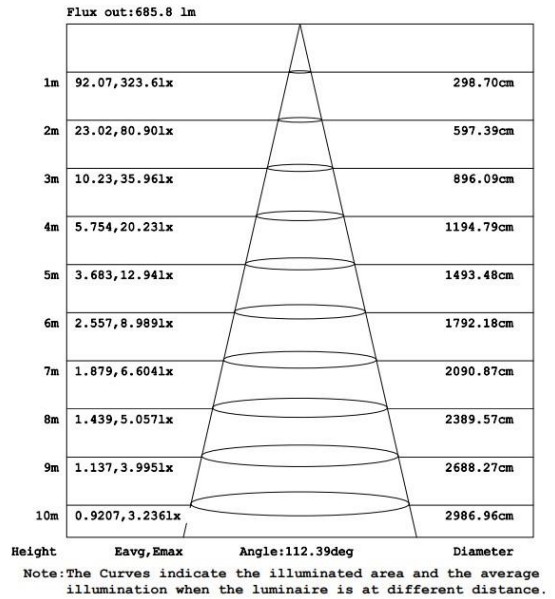 Flux out:685.8 lm
1m 92.07,323.6lx 298.70cm
2m 23.02,80.90lx 597.39cm
3m 10.23,35.96lx 896.09cm
4m 5.754,20.23lx 1194.79cm
5m 3.683,12.94lx 1493.48cm
6m 2.557,8.989lx 1792.18cm
7m 1.879,6.604lx 2090.87cm
8m 1.439,5.057lx 2389.57cm
9m 1.137,3.995lx 2688.27cm
10m 0.9207,3.236lx 2986.96cm
Height Eavg,Emax Angle:112.39deg Diameter
Note:The Curves indicate the illuminated area and the average
illumination when the luminaire is at different distance.